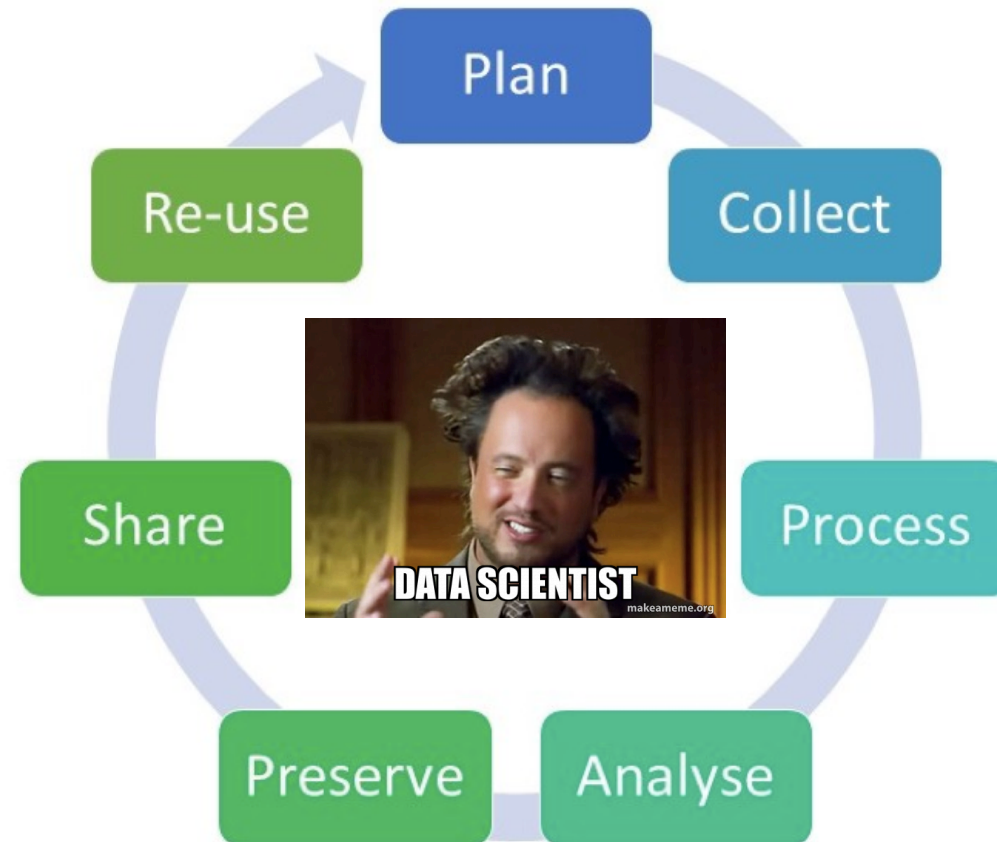 Plan
Collect
Process
Analyse
Preserve
Share
Re-use
DATA SCIENTIST
makeameme.org